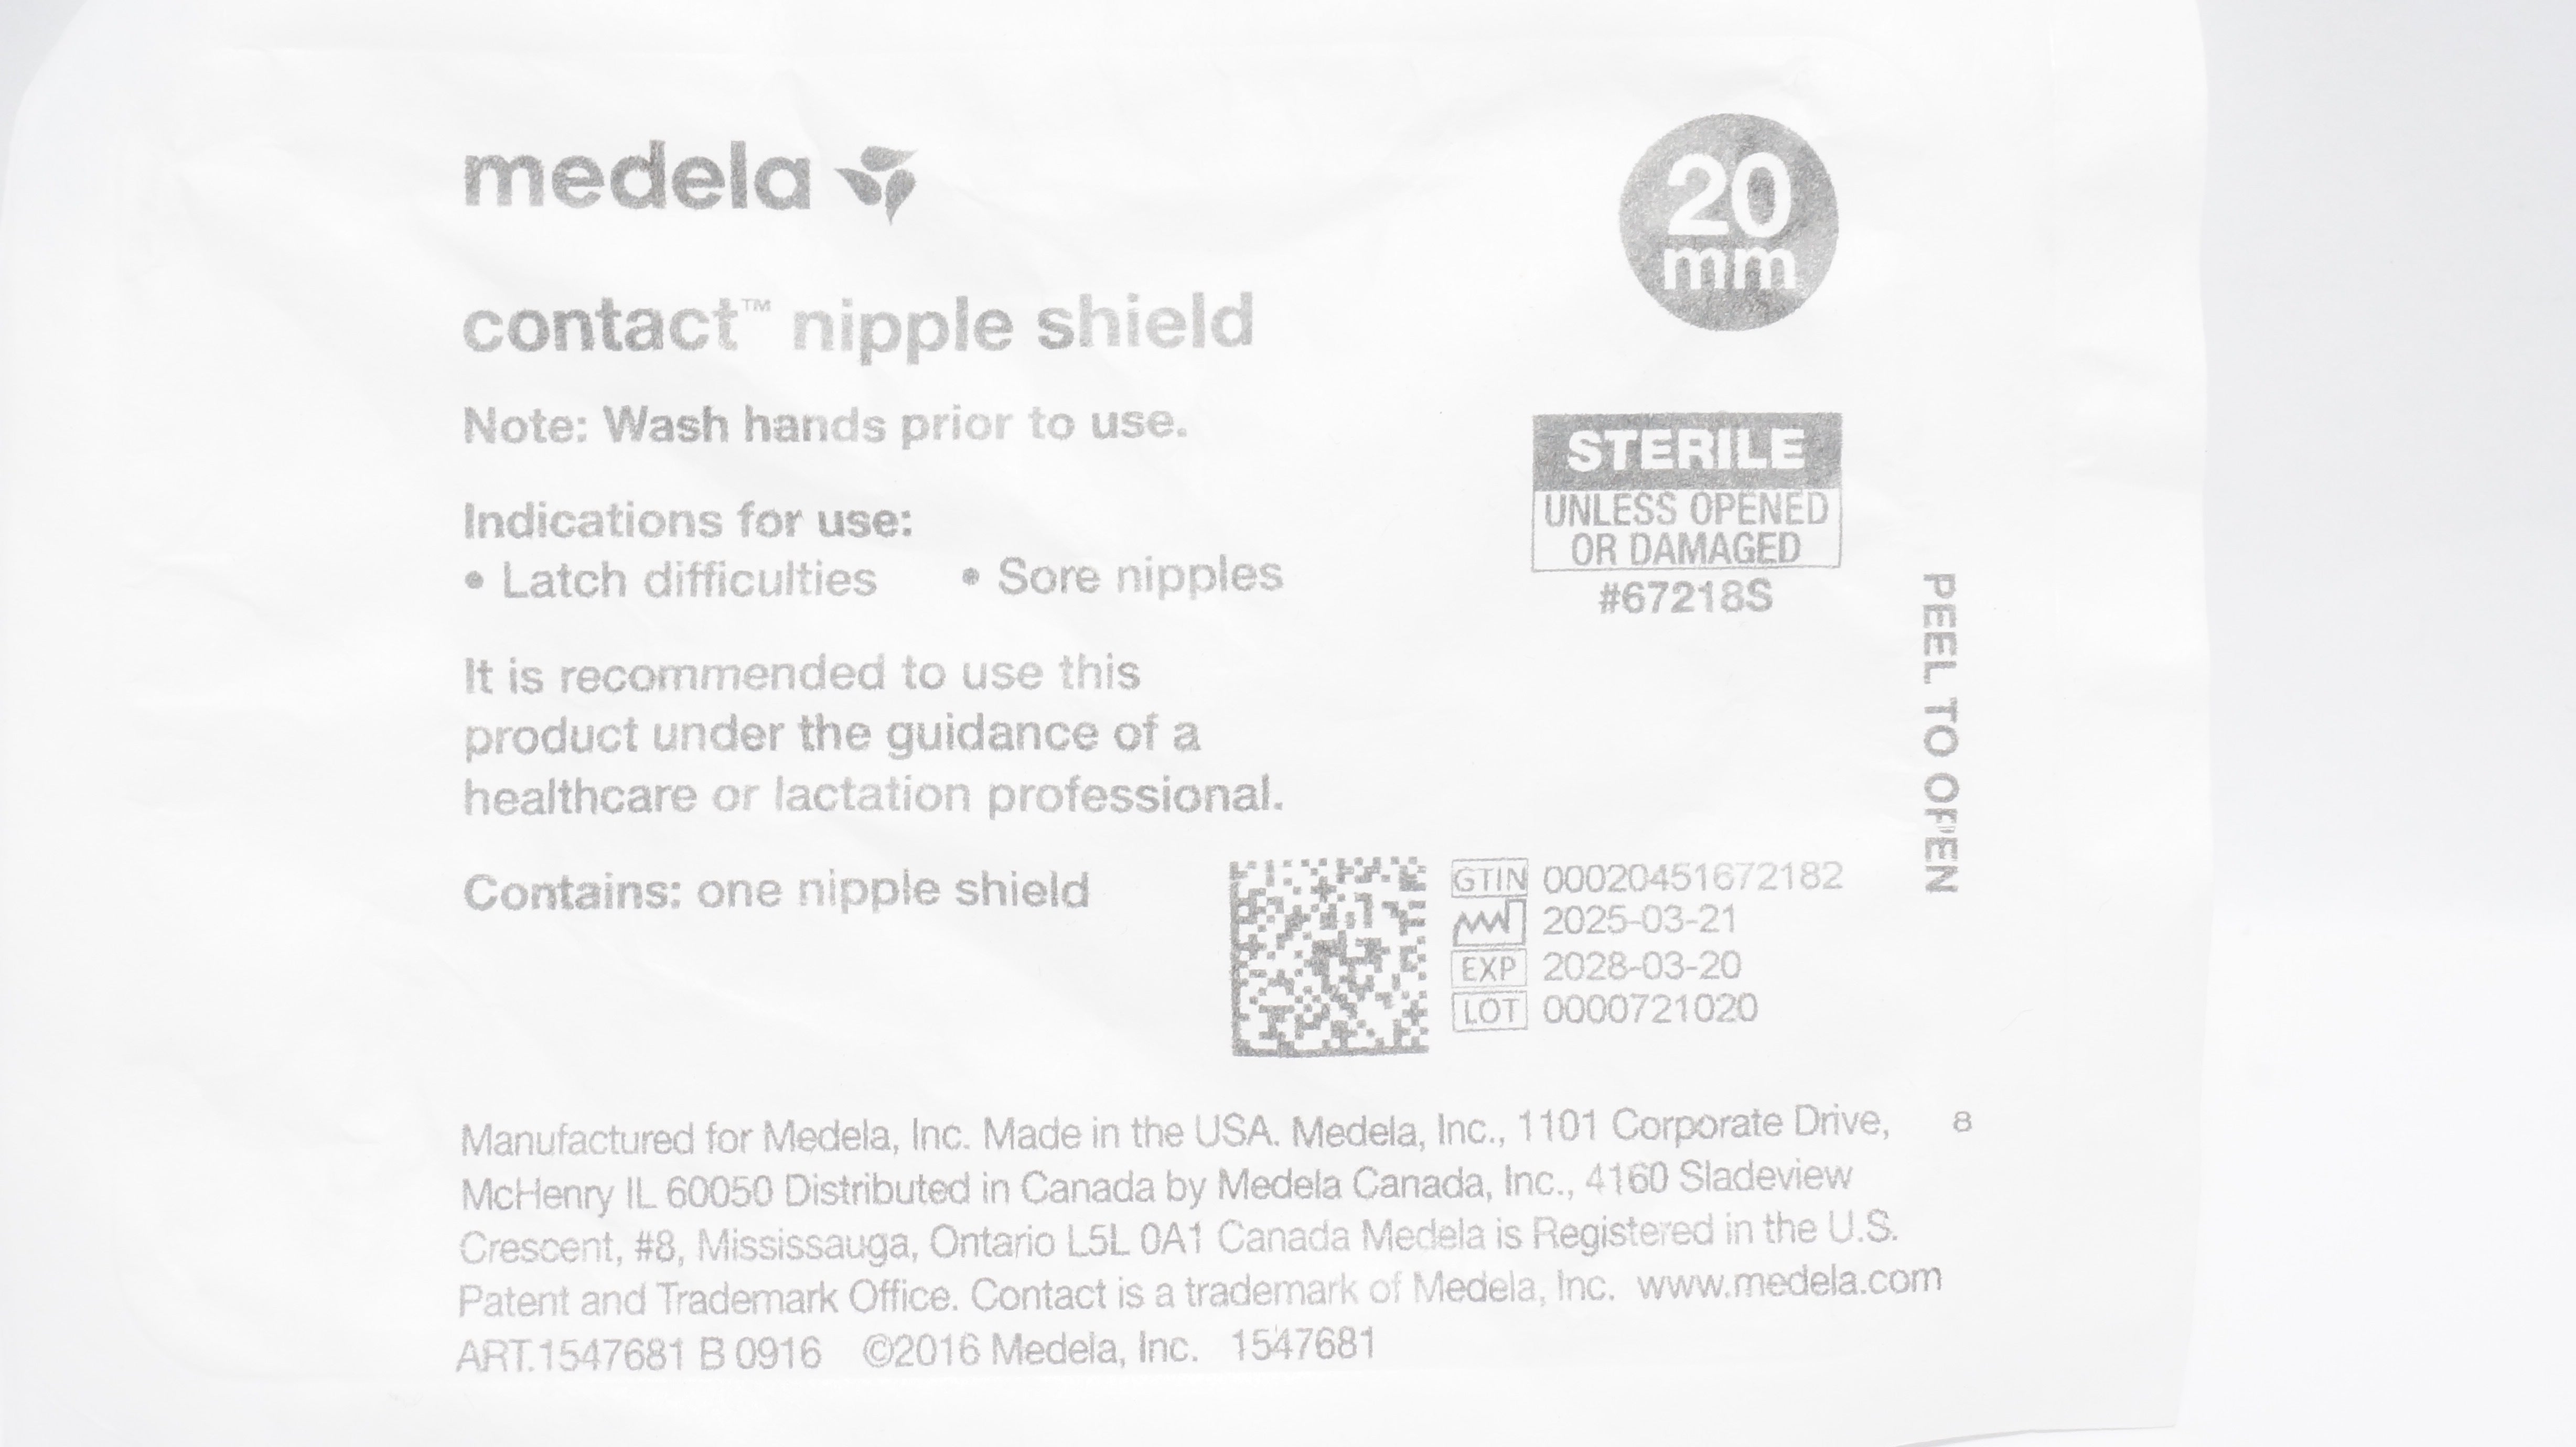 medela
20
mm
contact™ nipple shield
Note: Wash hands prior to use.
STERILE
UNLESS OPENED
OR DAMAGED
#67218S
Indications for use:
• Latch difficulties • Sore nipples
It is recommended to use this
product under the guidance of a
healthcare or lactation professional.
PEEL TO OPEN
Contains: one nipple shield
GTIN 00020451672182
2025-03-21
EXP 2028-03-20
LOT 0000721020
Manufactured for Medela, Inc. Made in the USA. Medela, Inc., 1101 Corporate Drive,
8
McHenry IL 60050 Distributed in Canada by Medela Canada, Inc., 4160 Sladeview
Crescent, #8, Mississauga, Ontario L5L 0A1 Canada Medela is Registered in the U.S.
Patent and Trademark Office. Contact is a trademark of Medela, Inc. www.medela.com
ART.1547681 B 0916 ©2016 Medela, Inc. 1547681